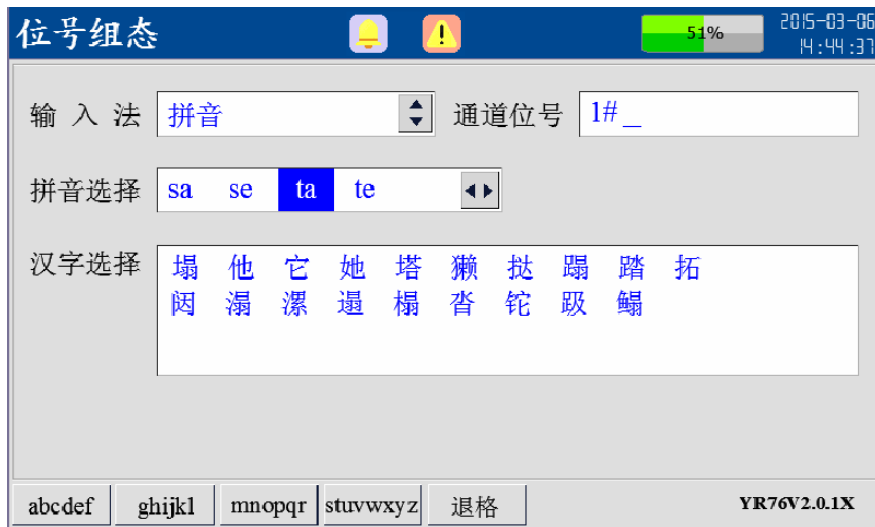 位号组态 51% 2015-03-06
14:44:37
输入法 拼音 通道位号 1#_
拼音选择 sa se ta te
汉字选择 塌 他 它 她 塔 獭 挞 蹋 踏 拓
闼 溻 漯 遢 榻 沓 铊 趿 鳎
abcdef ghijkl mnopqr stuvwxyz 退格 YR76V2.0.1X